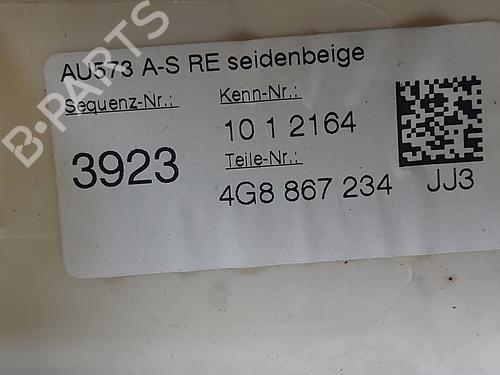 AU573 A-S RE seidenbeige
Sequenz-Nr.:
Kenn-Nr.:
3923
10 1 2164
Teile-Nr.:
4G8 867 234
JJ3
B-PARTS